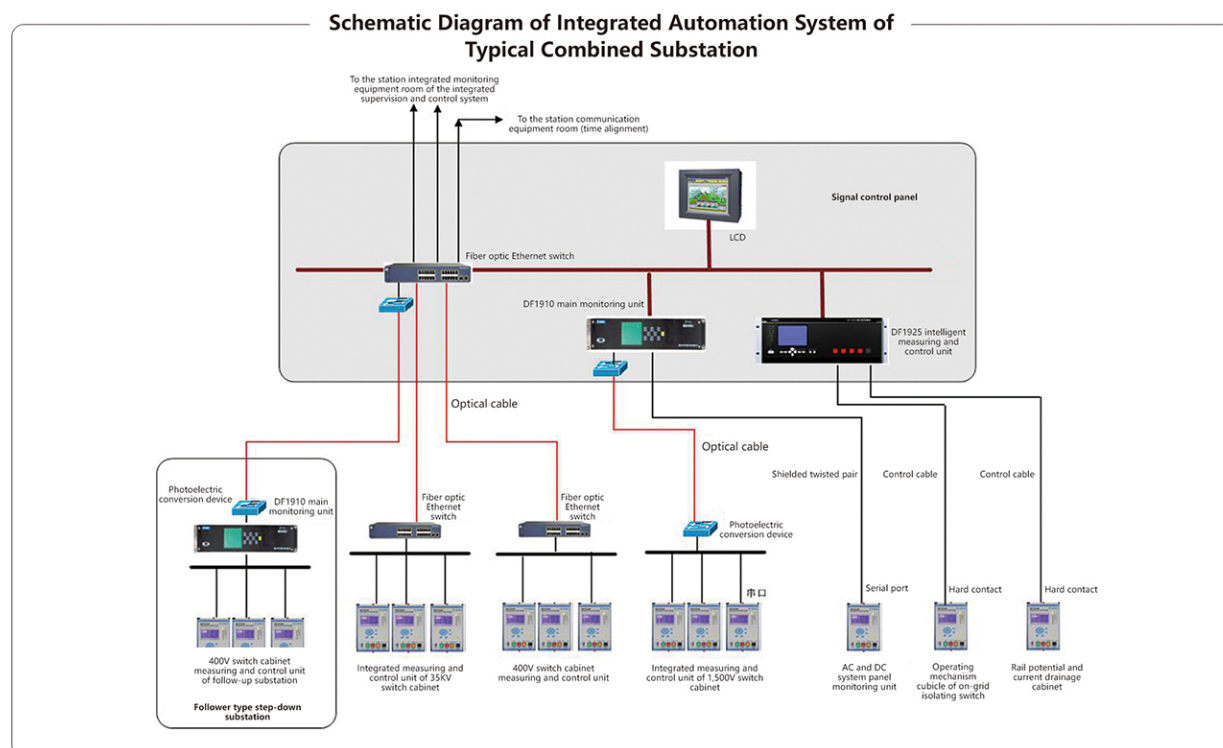 Schematic Diagram of Integrated Automation System of
Typical Combined Substation
To the station integrated monitoring
equipment room of the integrated
supervision and control system
To the station communication
equipment room (time alignment)
Signal control panel
LCD
Fiber optic Ethernet switch
DF1910 main monitoring unit
DF1925 intelligent
measuring and
control unit
Optical cable
Optical cable
Shielded twisted pair
Control cable
Control cable
Photoelectric
conversion device
DF1910 main
monitoring unit
Fiber optic
Ethernet
switch
Fiber optic
Ethernet
switch
Photoelectric
conversion device
串口
Serial port
Hard contact
Hard contact
400V switch cabinet
measuring and control unit
of follow-up substation
Follower type step-down
substation
Integrated measuring and
control unit of 35KV
switch cabinet
400V switch cabinet
measuring and control unit
Integrated measuring and
control unit of 1,500V switch
cabinet
AC and DC
system panel
monitoring unit
Operating
mechanism
cubicle of on-grid
isolating switch
Rail potential and
current drainage
cabinet